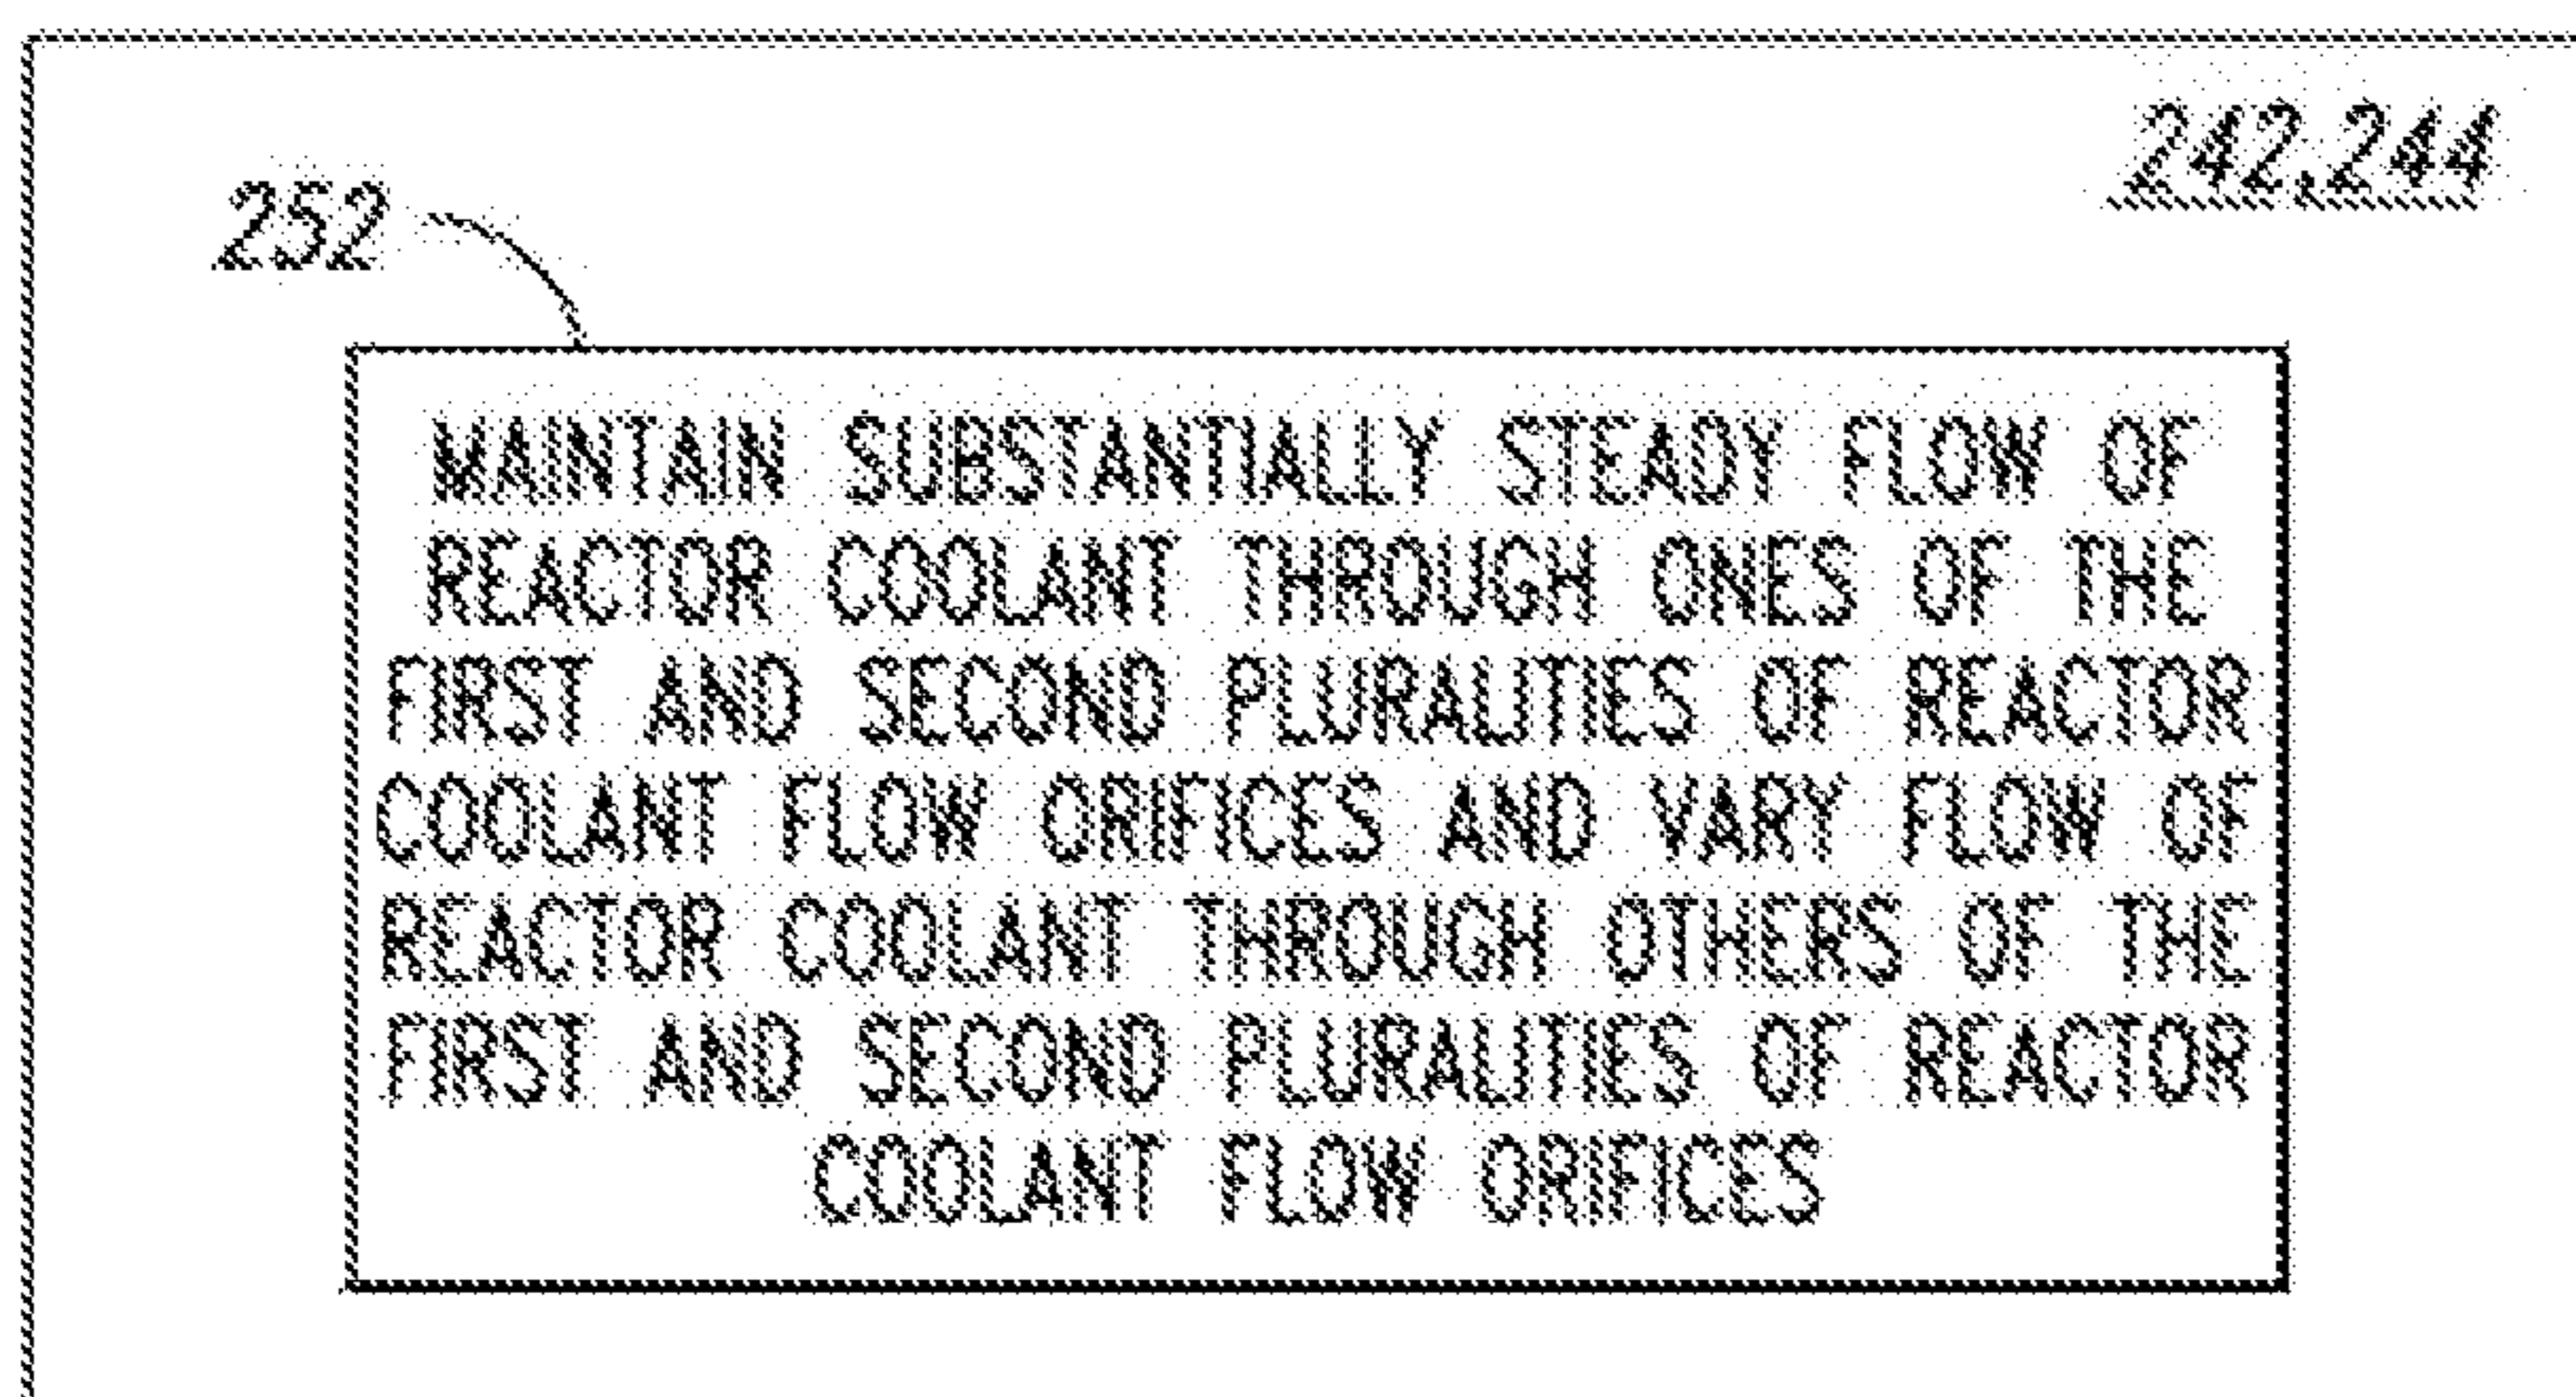 242,244
252
MAINTAIN SUBSTANTIALLY STEADY FLOW OF
REACTOR COOLANT THROUGH ONES OF THE
FIRST AND SECOND PLURALITIES OF REACTOR
COOLANT FLOW ORIFICES AND VARY FLOW OF
REACTOR COOLANT THROUGH OTHERS OF THE
FIRST AND SECOND PLURALITIES OF REACTOR
COOLANT FLOW ORIFICES